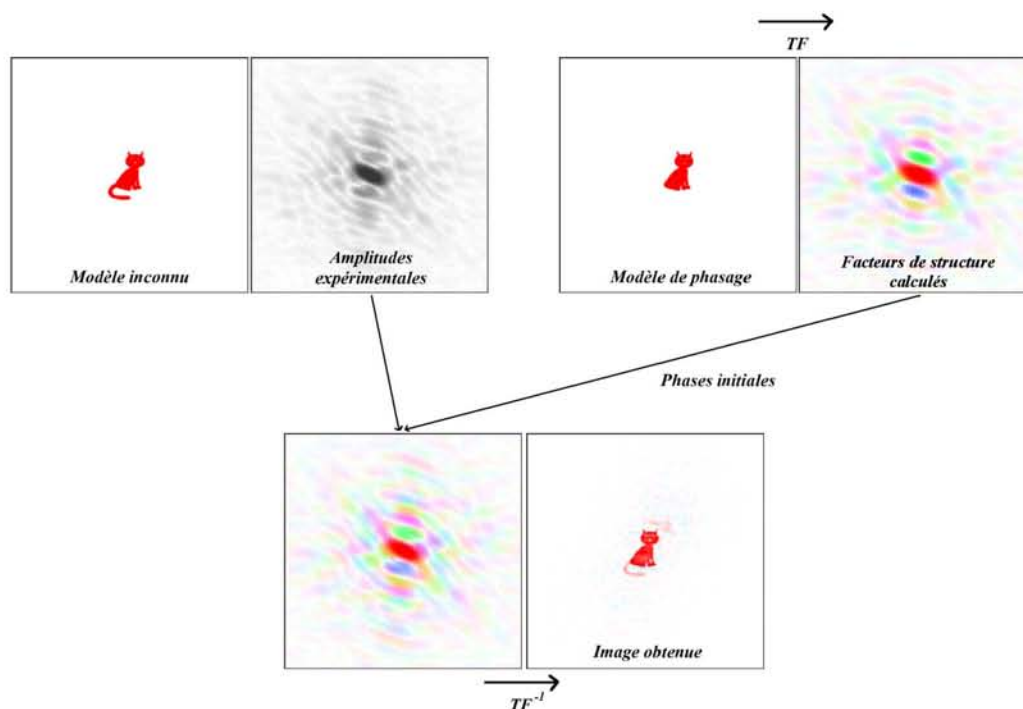 TF
Modèle inconnu
Amplitudes
expérimentales
Modèle de phasage
Facteurs de structure
calculés
Phases initiales
Image obtenue
TF⁻¹